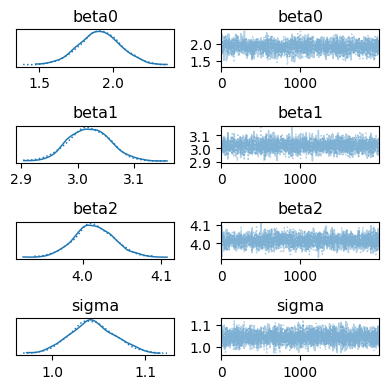 beta0 beta0
2.0
1.5
1.5 2.0 0 1000
beta1 beta1
3.1
3.0
2.9
2.9 3.0 3.1 0 1000
beta2 beta2
4.1
4.0
4.0 4.1 0 1000
sigma sigma
1.1
1.0
1.0 1.1 0 1000